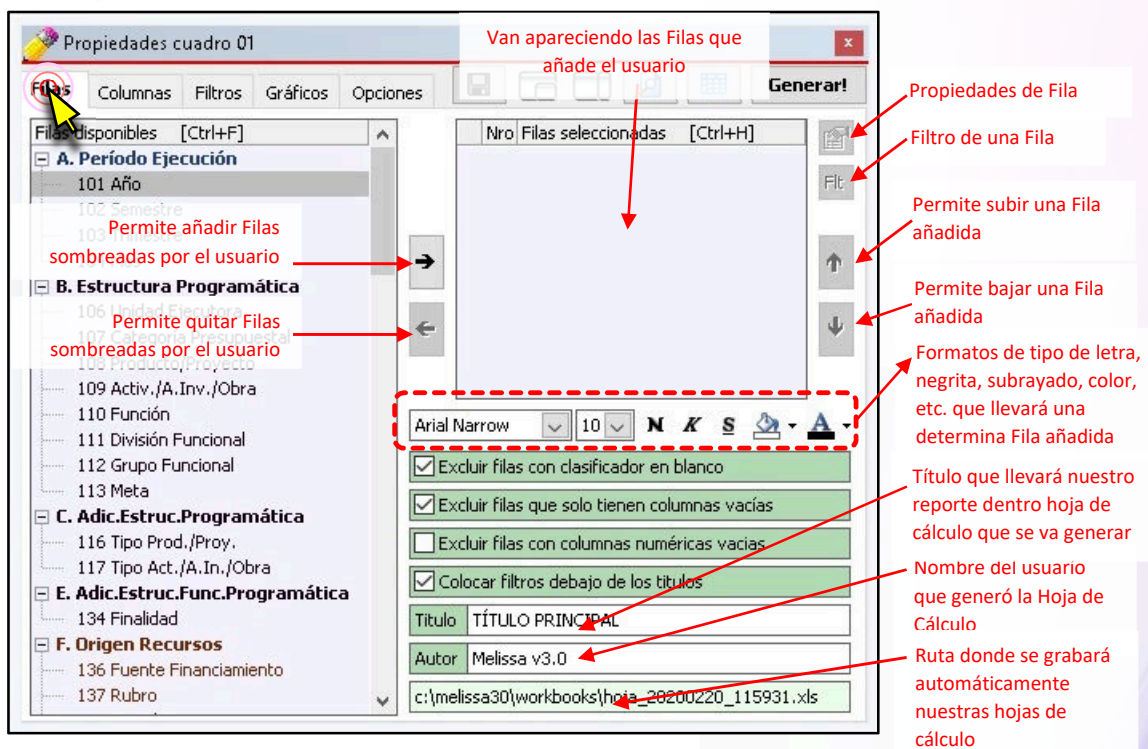 Propiedades cuadro 01
Van apareciendo las Filas que
añade el usuario
x
Filas
Columnas
Filtros
Gráficos
Opciones
Generar!
Filas disponibles [Ctrl+F]
A. Período Ejecución
101 Año
102 Semestre
103 Trimestre
Permite añadir Filas
sombreadas por el usuario
B. Estructura Programática
106 Unidad Ejecutora
107 Categoría Presupuestal
Permite quitar Filas
sombreadas por el usuario
108 Producto/Proyecto
109 Activ./A.Inv./Obra
110 Función
111 División Funcional
112 Grupo Funcional
113 Meta
C. Adic.Estruc.Programática
116 Tipo Prod./Proy.
117 Tipo Act./A.In./Obra
E. Adic.Estruc.Func.Programática
134 Finalidad
F. Origen Recursos
136 Fuente Financiamiento
137 Rubro
Nro Filas seleccionadas [Ctrl+H]
Flt
Arial Narrow 10 N K S A
Excluir filas con clasificador en blanco
Excluir filas que solo tienen columnas vacías
Excluir filas con columnas numéricas vacias
Colocar filtros debajo de los titulos
Titulo TÍTULO PRINCIPAL
Autor Melissa v3.0
c:\melissa30\workbooks\hoja_20200220_115931.xls
Propiedades de Fila
Filtro de una Fila
Permite subir una Fila
añadida
Permite bajar una Fila
añadida
Formatos de tipo de letra,
negrita, subrayado, color,
etc. que llevará una
determina Fila añadida
Título que llevará nuestro
reporte dentro hoja de
cálculo que se va generar
Nombre del usuario
que generó la Hoja de
Cálculo
Ruta donde se grabará
automáticamente
nuestras hojas de
cálculo